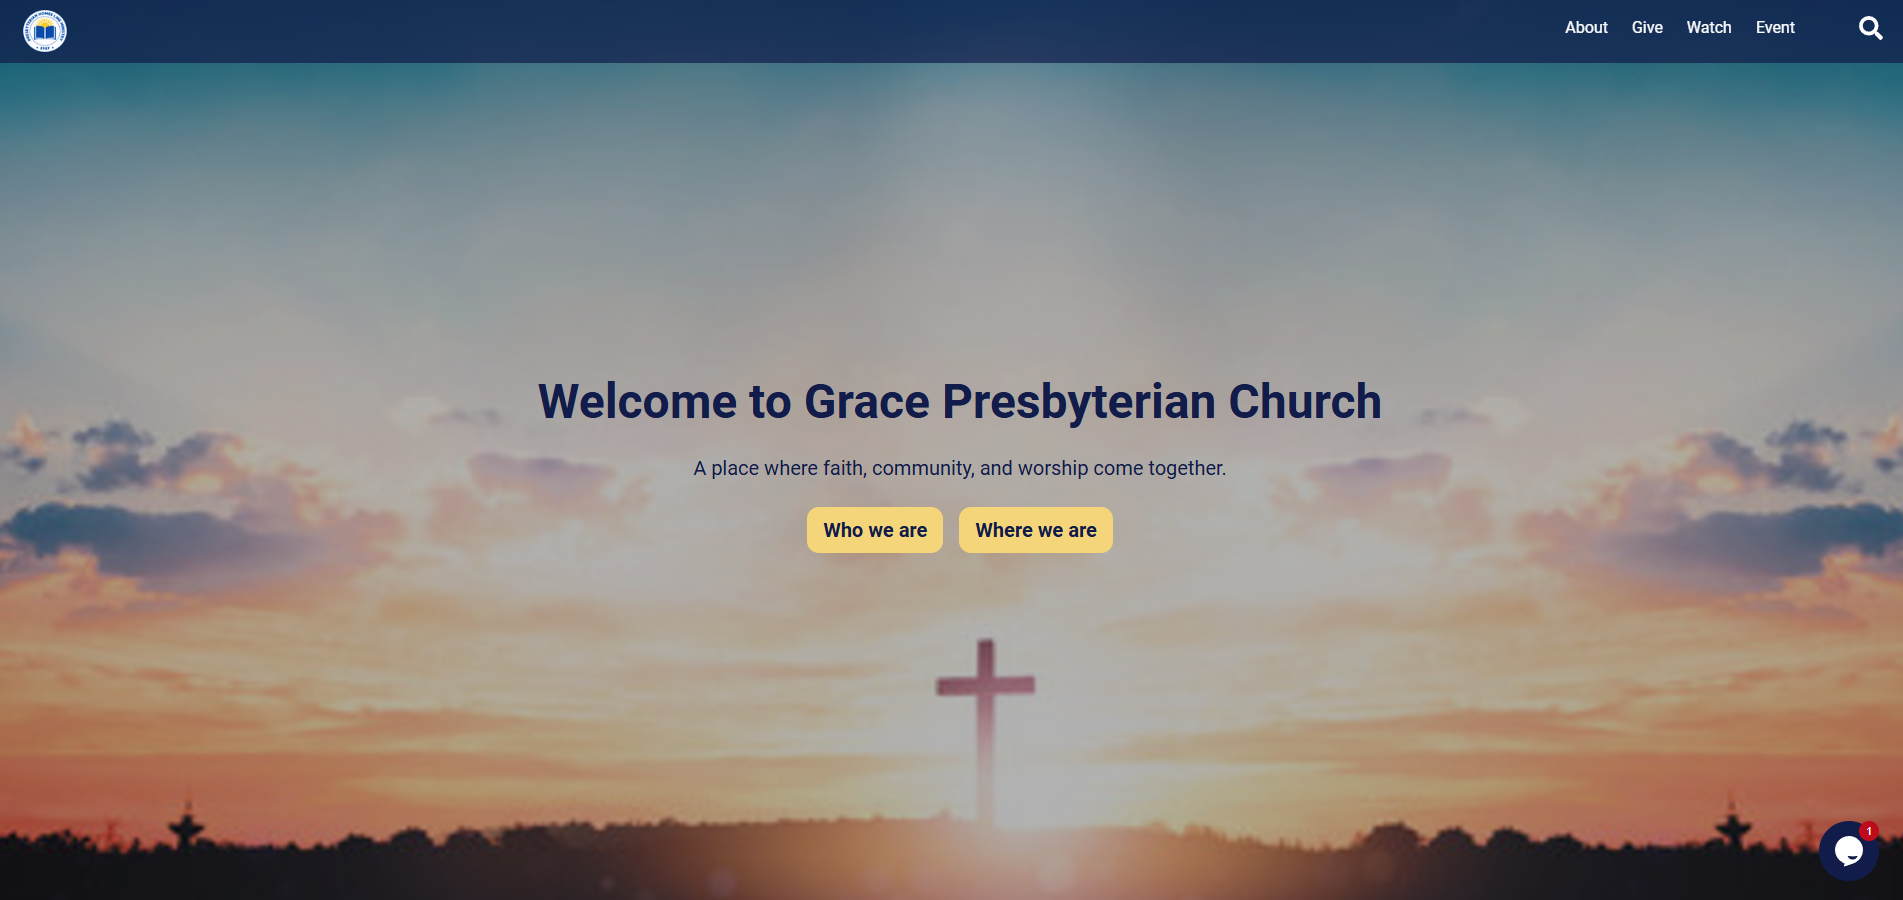 About Give Watch Event
Welcome to Grace Presbyterian Church
A place where faith, community, and worship come together.
Who we are Where we are
1